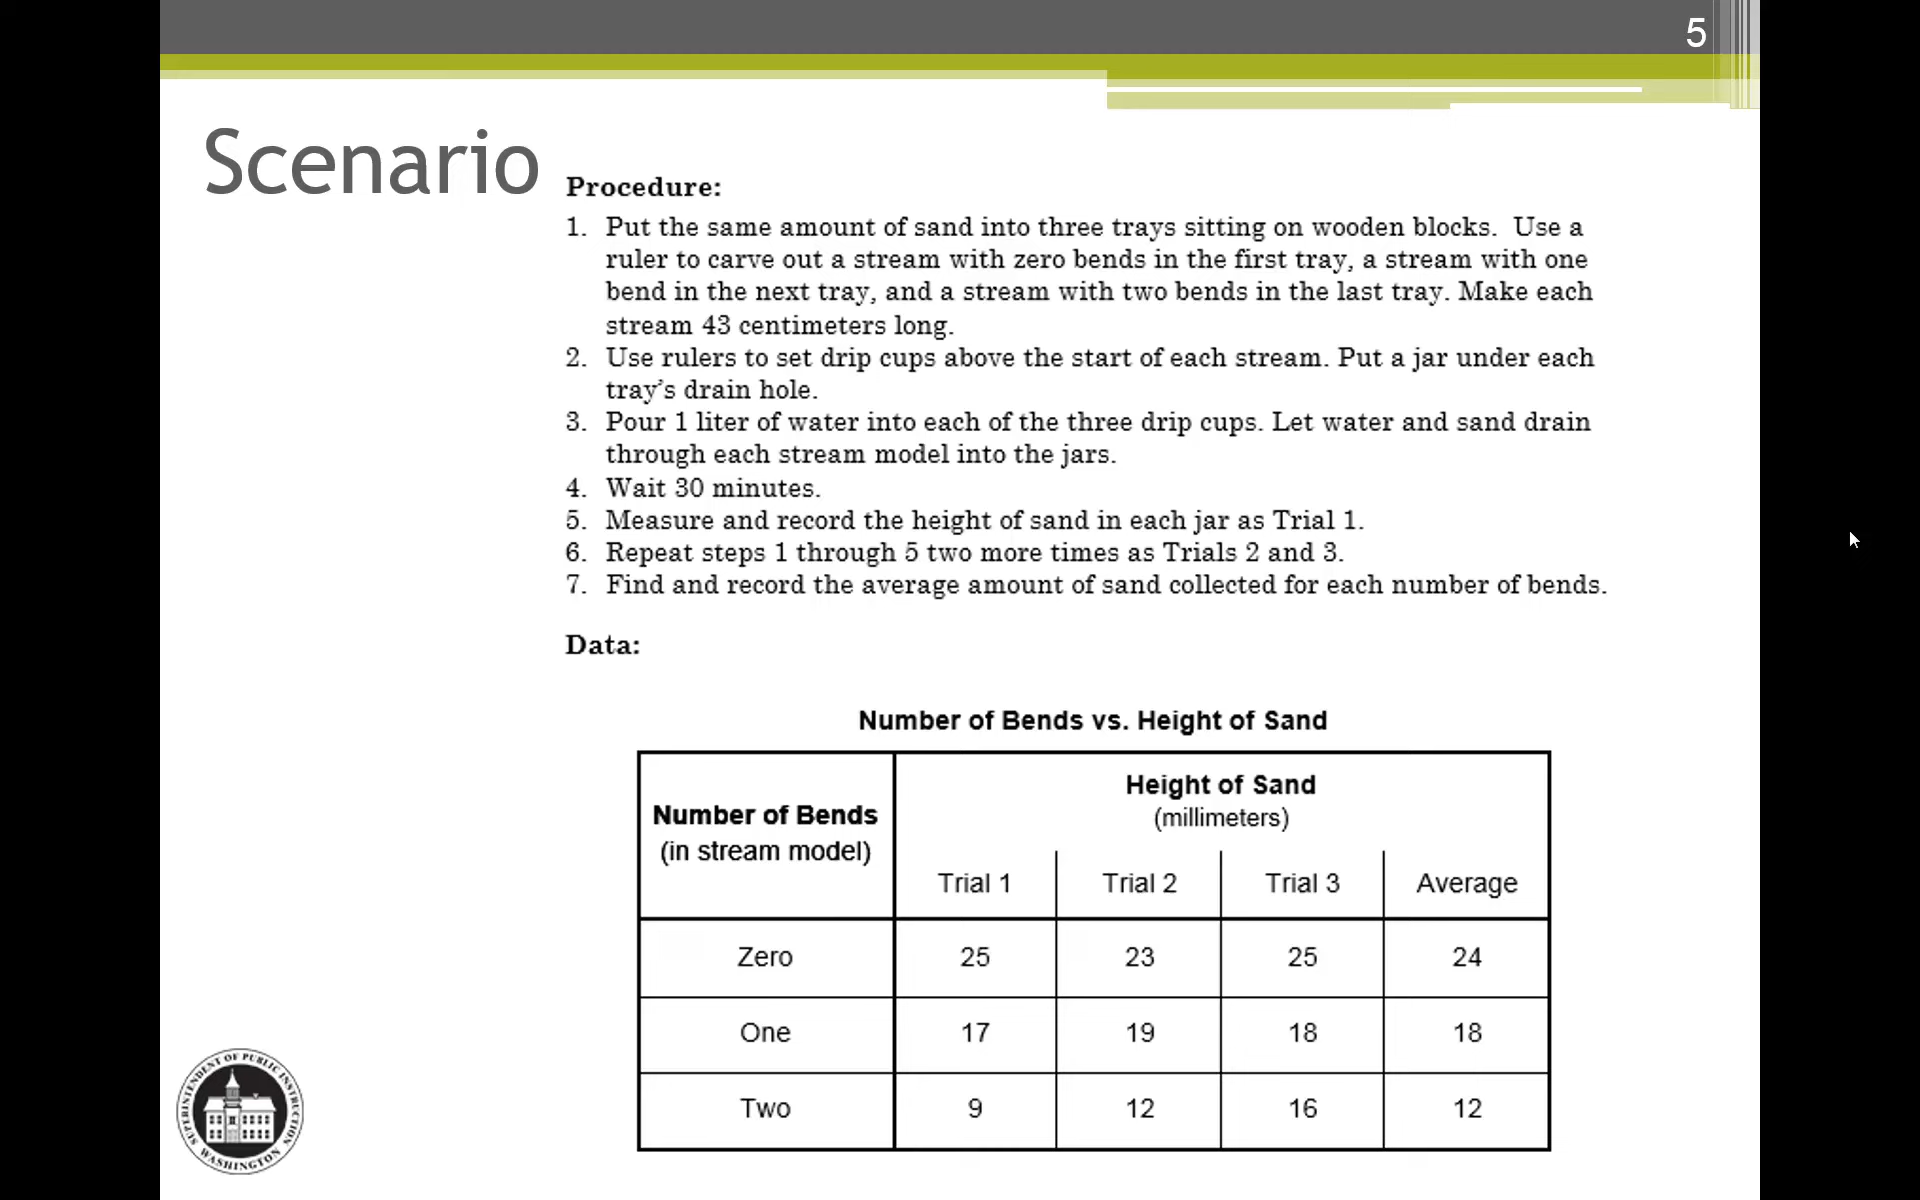 5
Scenario
Procedure:
1. Put the same amount of sand into three trays sitting on wooden blocks.  Use a
ruler to carve out a stream with zero bends in the first tray, a stream with one
bend in the next tray, and a stream with two bends in the last tray. Make each
stream 43 centimeters long.
2. Use rulers to set drip cups above the start of each stream. Put a jar under each
tray's drain hole.
3. Pour 1 liter of water into each of the three drip cups. Let water and sand drain
through each stream model into the jars.
4. Wait 30 minutes.
5. Measure and record the height of sand in each jar as Trial 1.
6. Repeat steps 1 through 5 two more times as Trials 2 and 3.
7. Find and record the average amount of sand collected for each number of bends.
Data:
Number of Bends vs. Height of Sand
Number of Bends
(in stream model)
Height of Sand
(millimeters)
Trial 1 Trial 2 Trial 3 Average
Zero 25 23 25 24
One 17 19 18 18
Two 9 12 16 12
SUPERINTENDENT OF PUBLIC INSTRUCTION
WASHINGTON